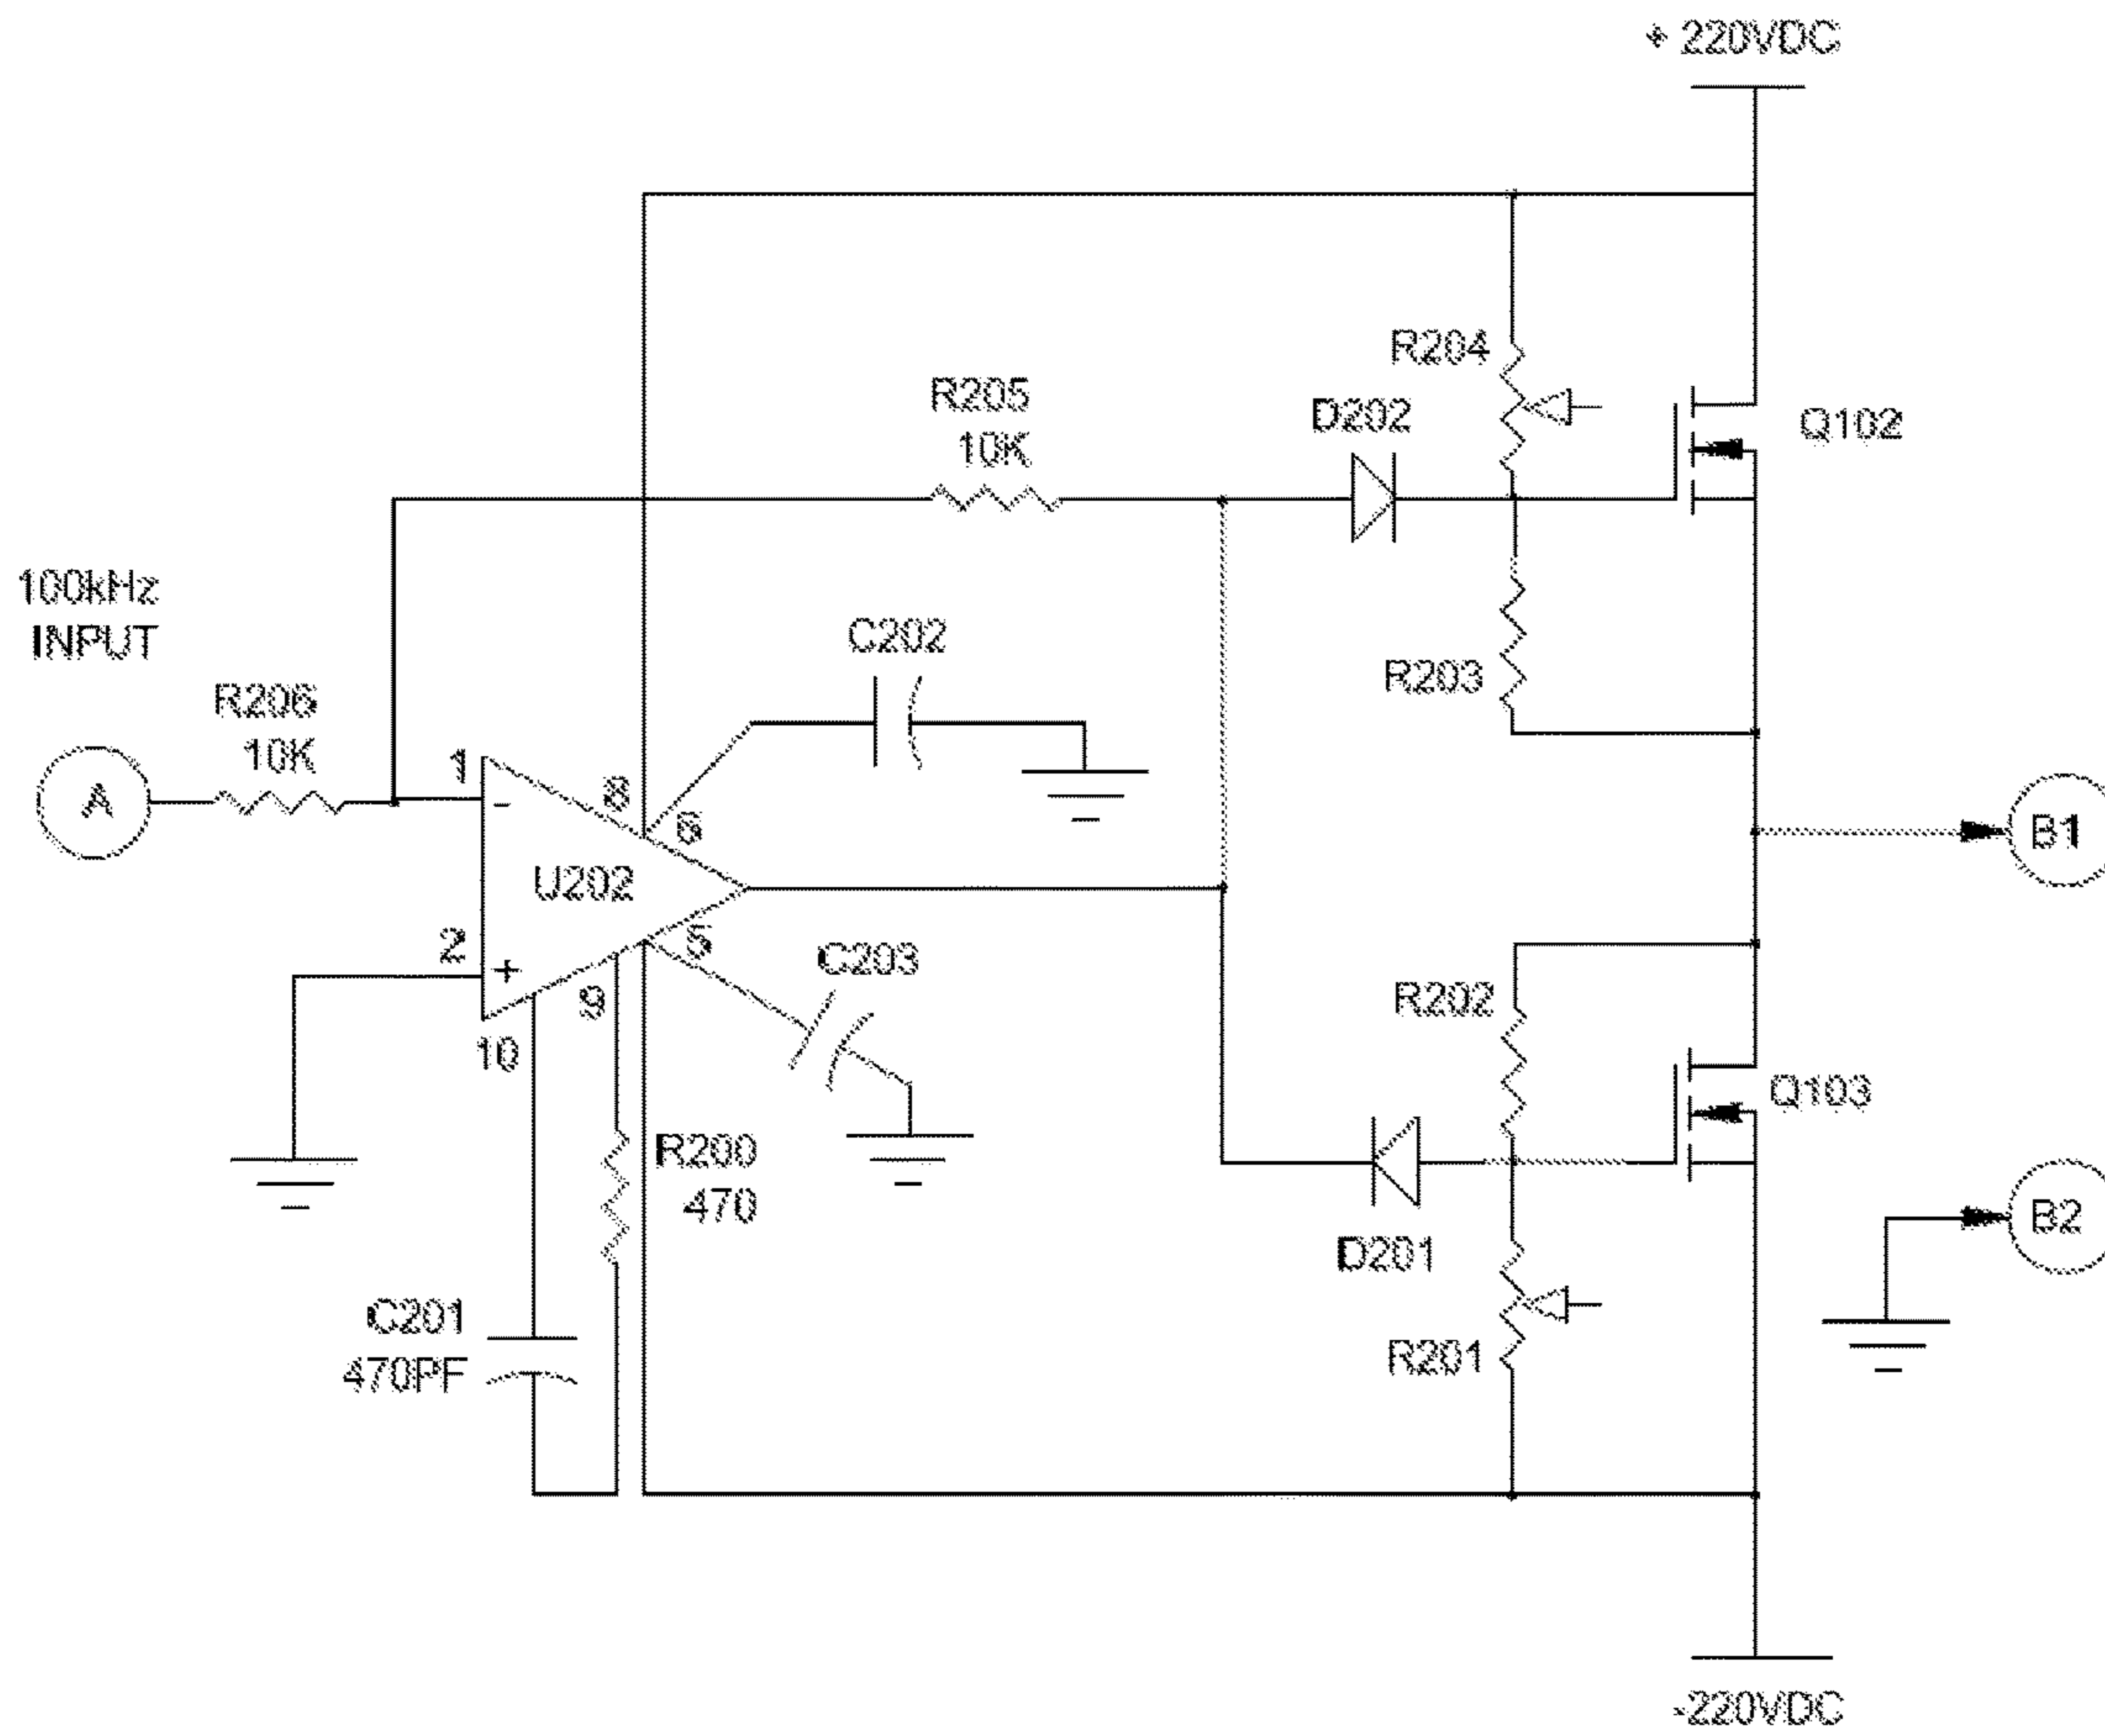 + 220VDC
R204
R205
10K
D202
Q102
100kHz
INPUT
C202
R203
R206
10K
1
8
6
A
-
B1
U202
2
+
5
C203
9
10
R202
Q103
R200
470
B2
D201
C201
470PF
R201
-220VDC